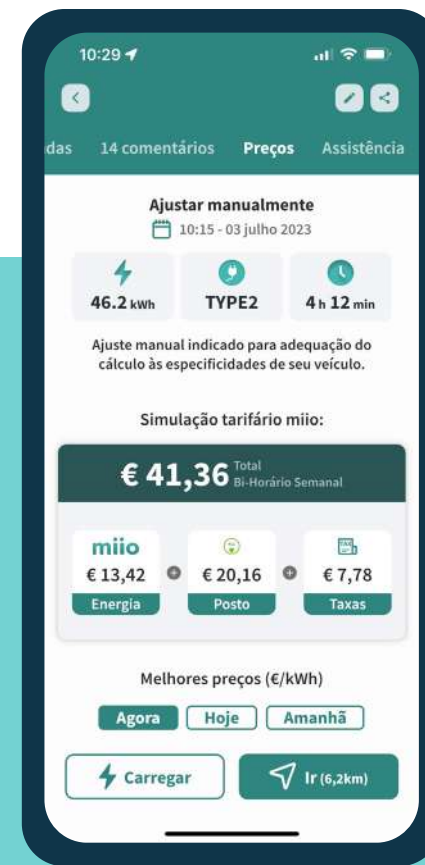 10:29
das 14 comentários Preços Assistência
Ajustar manualmente
10:15 - 03 julho 2023
46.2 kWh TYPE2 4 h 12 min
Ajuste manual indicado para adequação do
cálculo às especificidades de seu veículo.
Simulação tarifário miio:
€ 41,36 Total
Bi-Horário Semanal
miio
€ 13,42 € 20,16 € 7,78
Energia Posto Taxas
Melhores preços (€/kWh)
Agora Hoje Amanhã
Carregar Ir (6,2km)